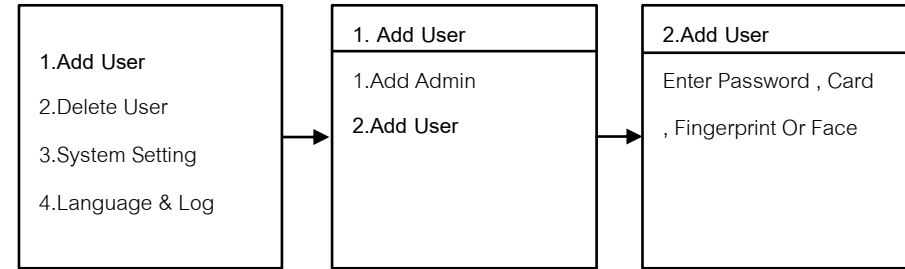 1.Add User
2.Delete User
3.System Setting
4.Language & Log
1. Add User
1.Add Admin
2.Add User
2.Add User
Enter Password , Card
, Fingerprint Or Face